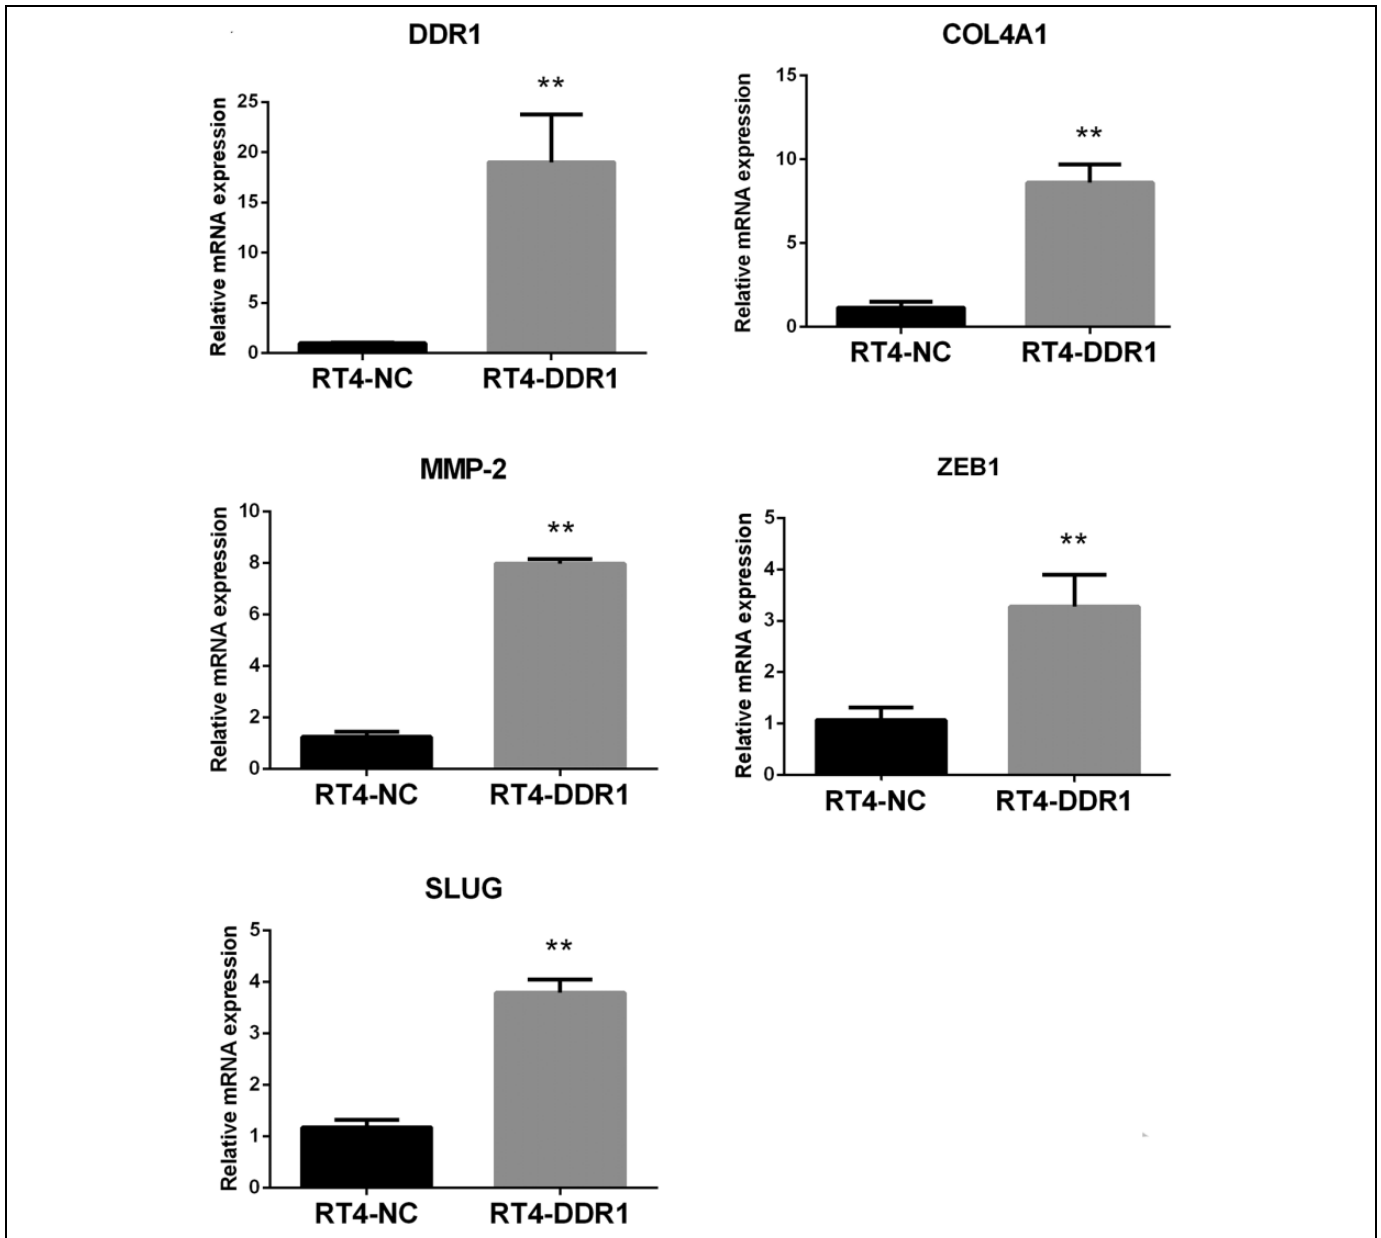 DDR1
**
25
20
15
10
5
0
Relative mRNA expression
RT4-NC RT4-DDR1
COL4A1
**
15
10
5
0
Relative mRNA expression
RT4-NC RT4-DDR1
MMP-2
**
10
8
6
4
2
0
Relative mRNA expression
RT4-NC RT4-DDR1
ZEB1
**
5
4
3
2
1
0
Relative mRNA expression
RT4-NC RT4-DDR1
SLUG
**
5
4
3
2
1
0
Relative mRNA expression
RT4-NC RT4-DDR1